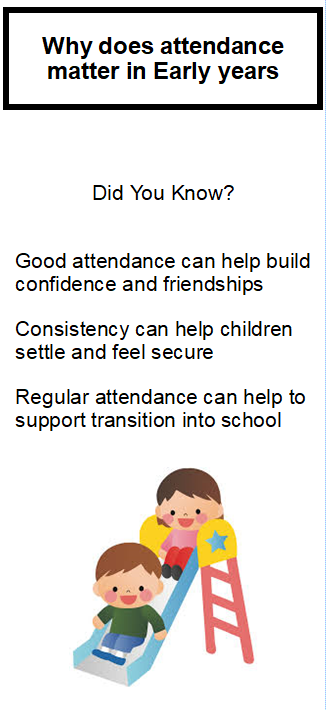 Why does attendance
matter in Early years
Did You Know?
Good attendance can help build
confidence and friendships
Consistency can help children
settle and feel secure
Regular attendance can help to
support transition into school